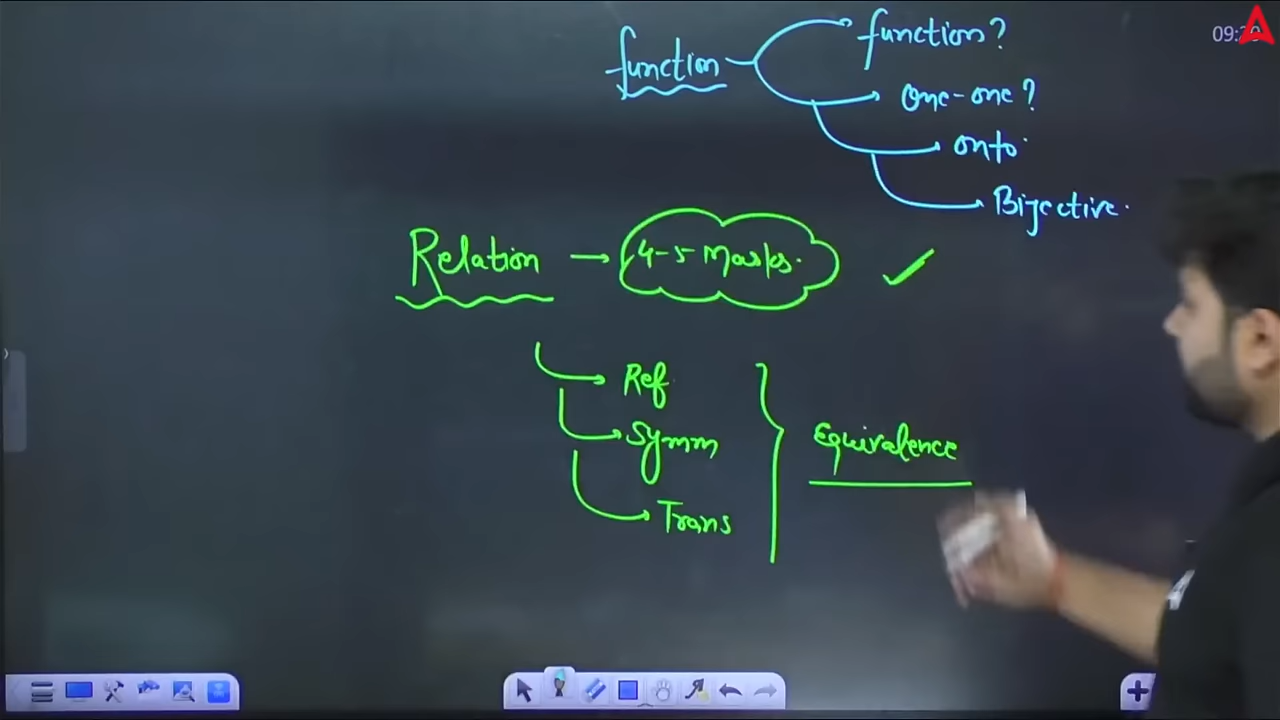 function?
function
One-one?
onto
Bijective.
Relation → 4-5 Marks. ✓
Ref
Symm
Equivalence
Trans